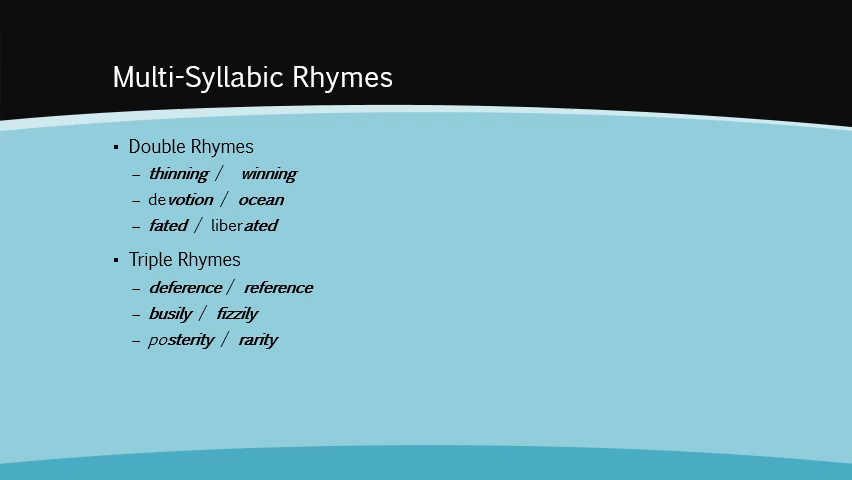 Multi-Syllabic Rhymes
▪ Double Rhymes
– thinning / winning
– devotion / ocean
– fated / liberated
▪ Triple Rhymes
– deference / reference
– busily / fizzily
– posterity / rarity